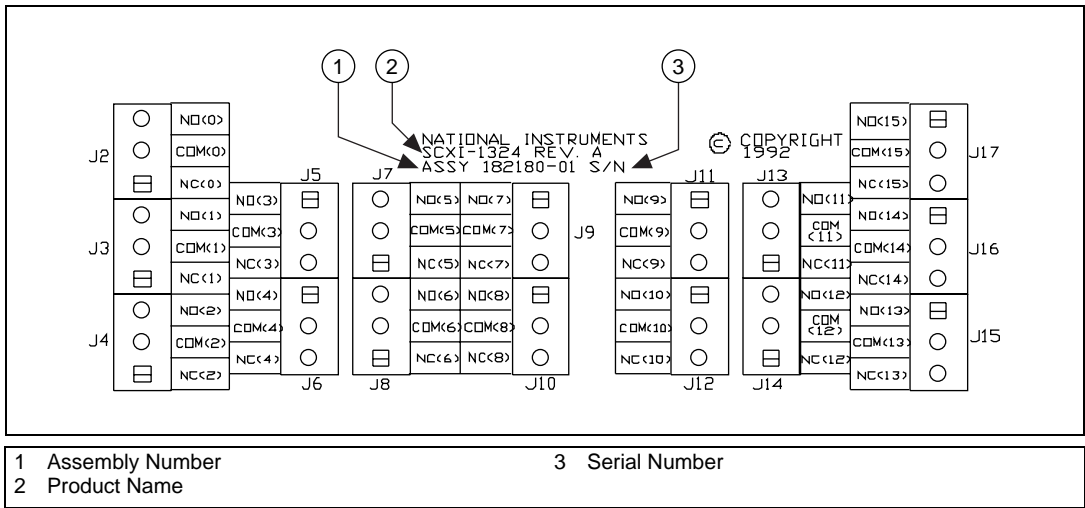 1
2
3
NATIONAL INSTRUMENTS
SCXI-1324 REV. A
ASSY 182180-01 S/N
© COPYRIGHT
1992
J2
NO(0)
COM(0)
NC(0)
J3
NO(1)
COM(1)
NC(1)
J4
NO(2)
COM(2)
NC(2)
J5
NO(3)
COM(3)
NC(3)
NO(4)
COM(4)
NC(4)
J6
J7
NO(5)
COM(5)
NC(5)
NO(6)
COM(6)
NC(6)
J8
NO(7)
COM(7)
NC(7)
J9
NO(8)
COM(8)
NC(8)
J10
J11
NO(9)
COM(9)
NC(9)
NO(10)
COM(10)
NC(10)
J12
J13
NO(11)
COM
(11)
NC(11)
NO(12)
COM
(12)
NC(12)
J14
NO(15)
COM(15)
NC(15)
J17
NO(14)
COM(14)
NC(14)
J16
NO(13)
COM(13)
NC(13)
J15
1 Assembly Number
2 Product Name
3 Serial Number